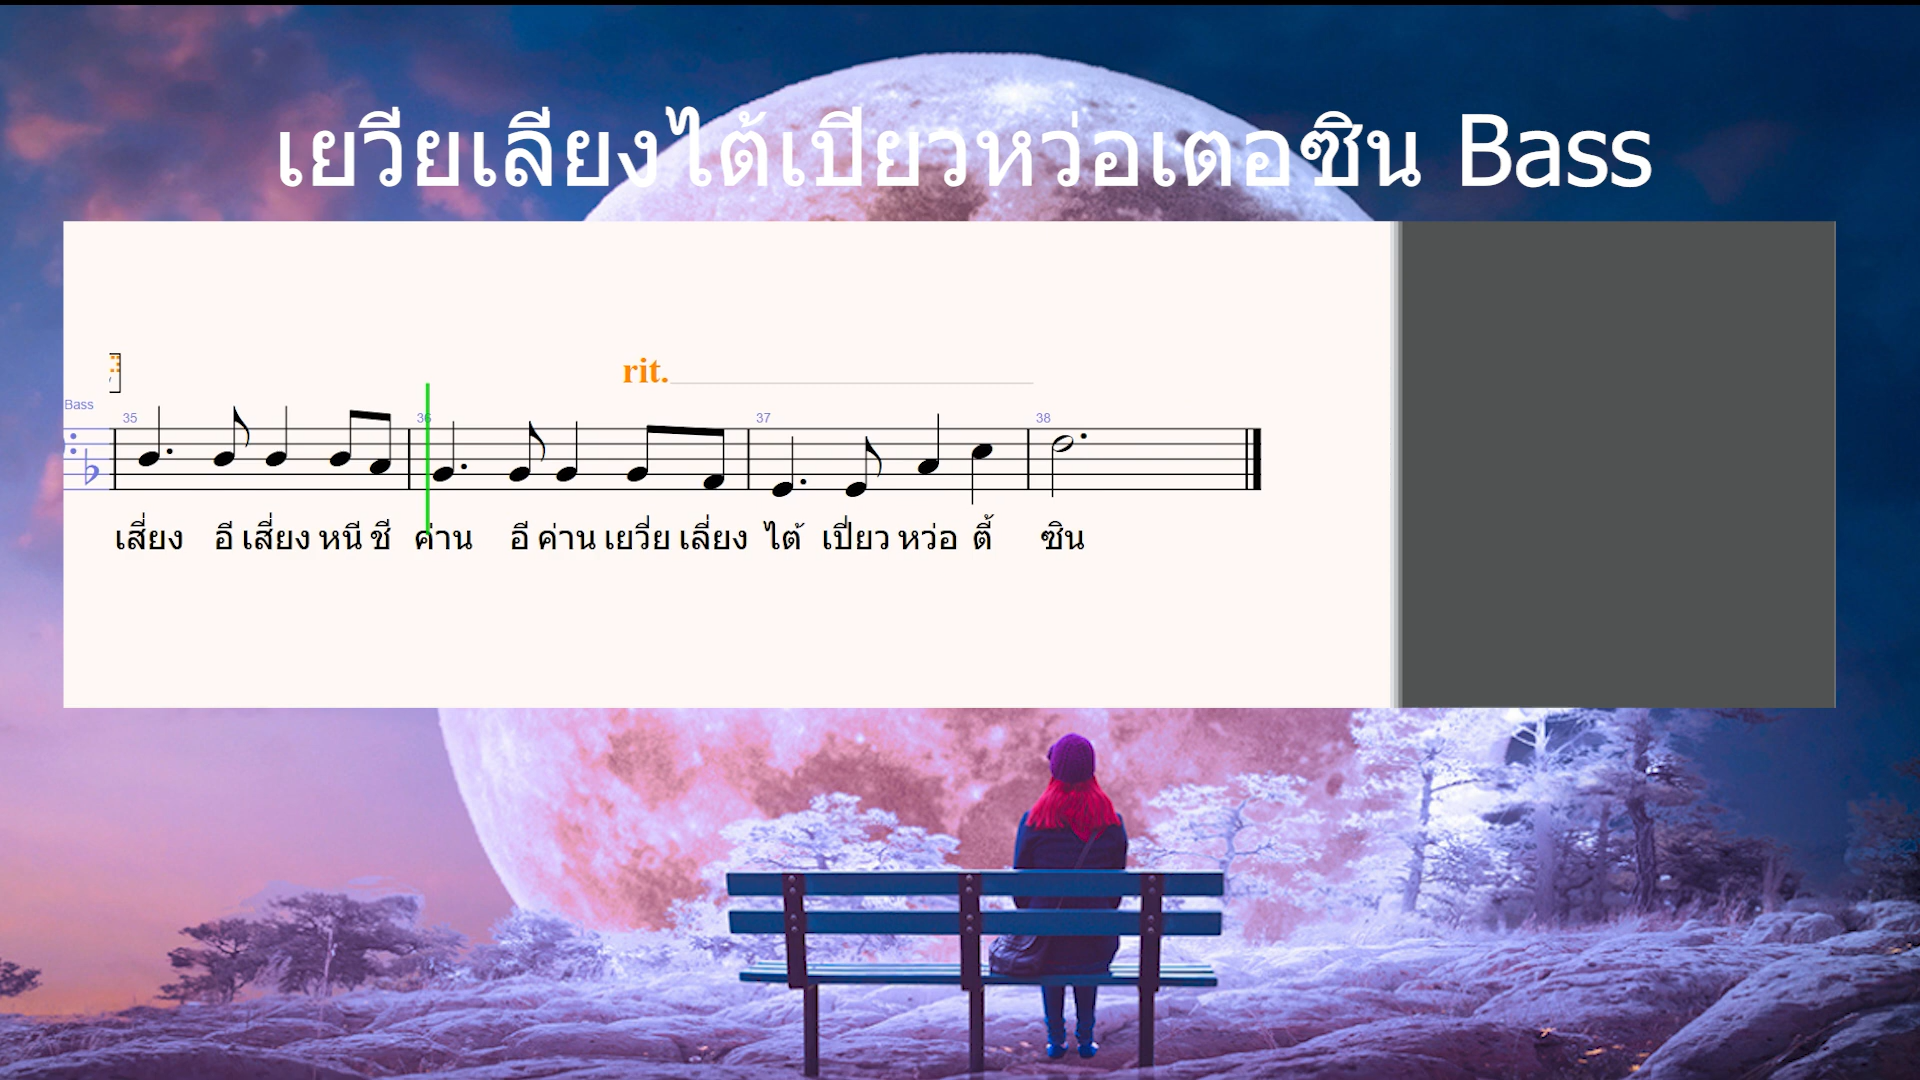 เยวียเลียงไต้เปียวหว่อเตอซิน Bass
rit.
Bass
35 36 37 38
เสี่ยง อี เสี่ยง หนี ชี ค่าน อี ค่าน เยวี่ย เลี่ยง ไต้ เปี่ยว หว่อ ตี้ ซิน